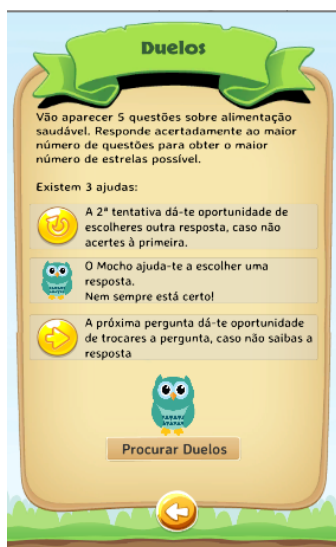 Duelos
Vão aparecer 5 questões sobre alimentação
saudável. Responde acertadamente ao maior
número de questões para obter o maior
número de estrelas possível.
Existem 3 ajudas:
A 2ª tentativa dá-te oportunidade de
escolheres outra resposta, caso não
acertes à primeira.
O Mocho ajuda-te a escolher uma
resposta.
Nem sempre está certo!
A próxima pergunta dá-te oportunidade
de trocares a pergunta, caso não saibas a
resposta
Procurar Duelos